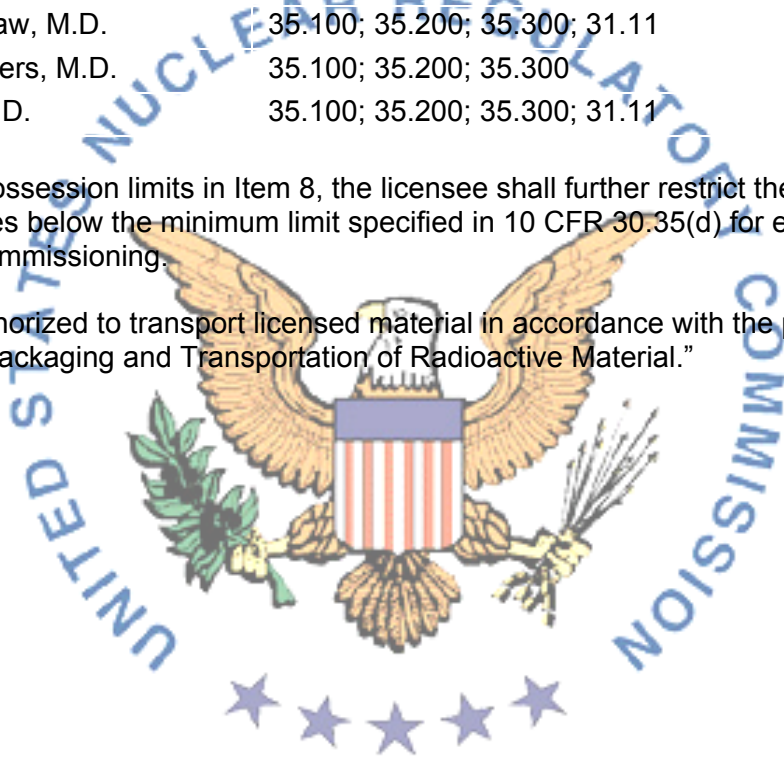 aw, M.D. 35.100; 35.200; 35.300; 31.11
ers, M.D. 35.100; 35.200; 35.300
D. 35.100; 35.200; 35.300; 31.11
ossession limits in Item 8, the licensee shall further restrict the
es below the minimum limit specified in 10 CFR 30.35(d) for e
ommissioning.
horized to transport licensed material in accordance with the p
ackaging and Transportation of Radioactive Material.”
UNITED STATES NUCLEAR REGULATORY COMMISSION